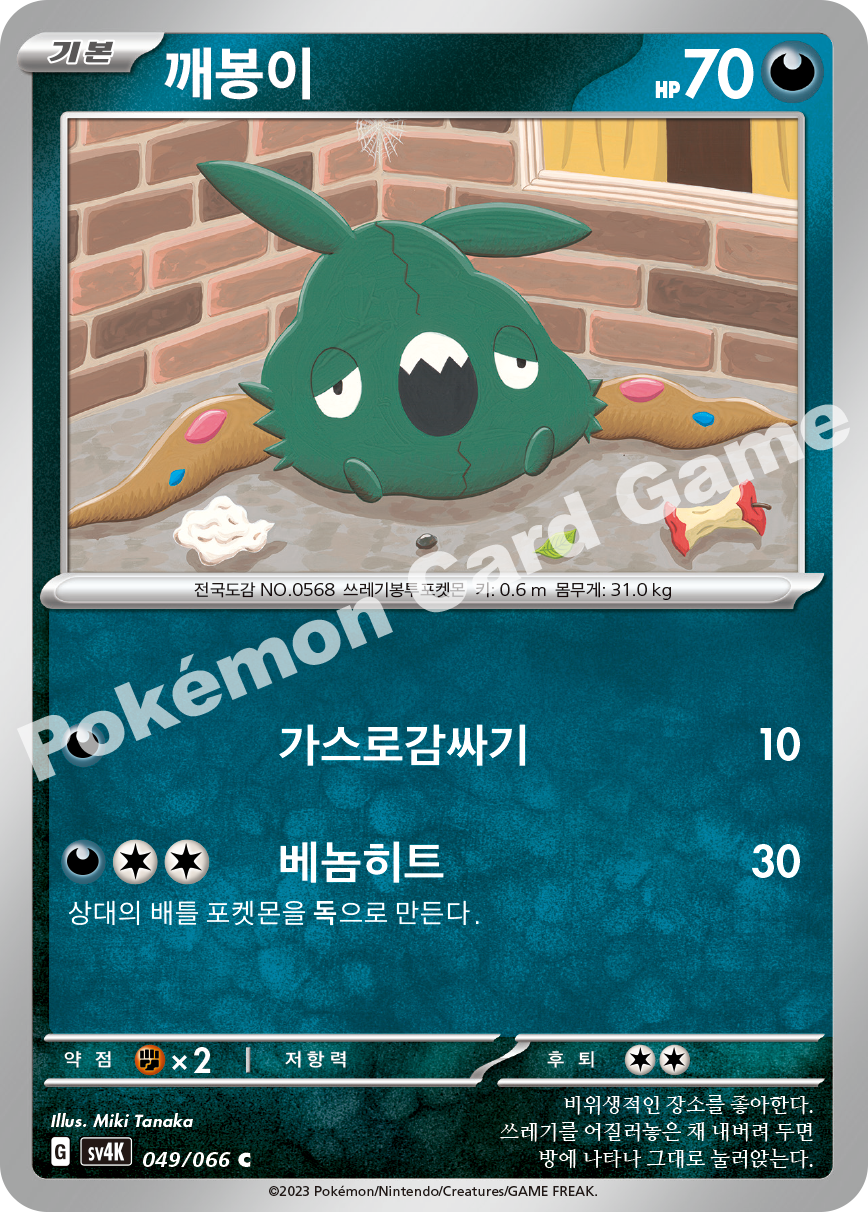 기본
깨봉이
HP70
전국도감 NO.0568 쓰레기봉투포켓몬 키: 0.6 m 몸무게: 31.0 kg
Pokémon Card Game
가스로감싸기 10
베놈히트 30
상대의 배틀 포켓몬을 독으로 만든다.
약점 ×2 저항력 후퇴
비위생적인 장소를 좋아한다.
쓰레기를 어질러놓은 채 내버려 두면
방에 나타나 그대로 눌러앉는다.
Illus. Miki Tanaka
G SV4K 049/066 C
©2023 Pokémon/Nintendo/Creatures/GAME FREAK.